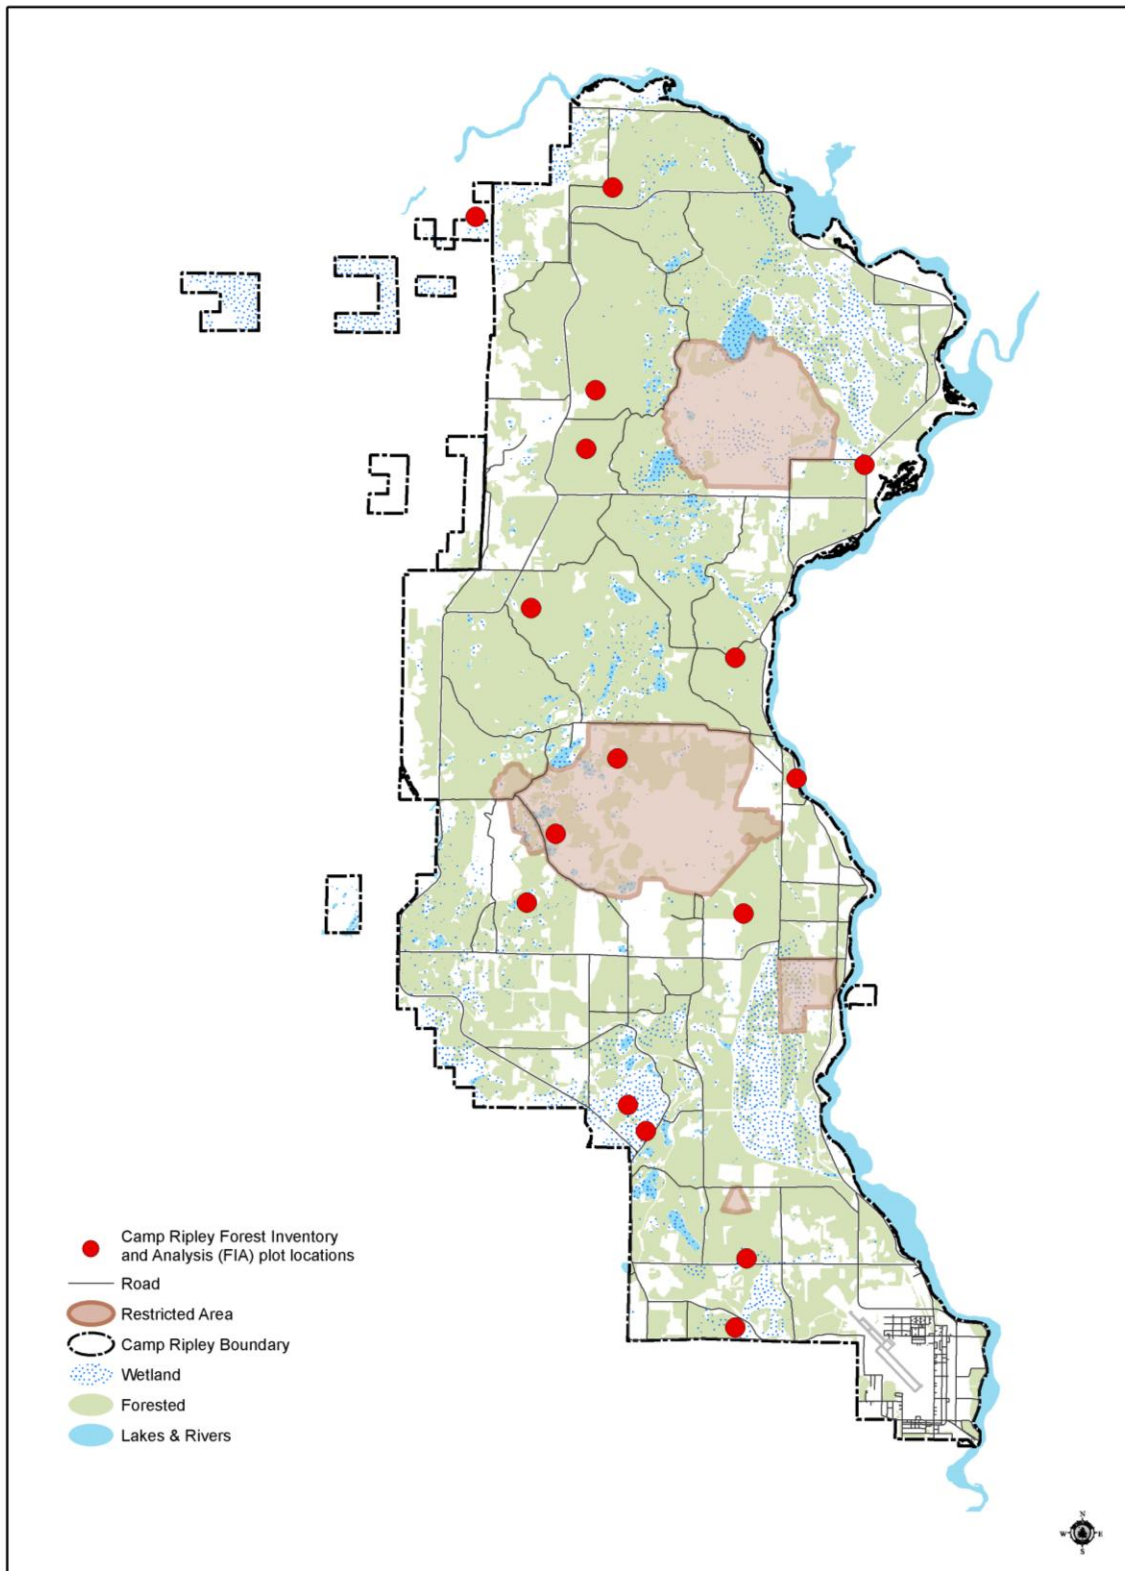 Camp Ripley Forest Inventory
and Analysis (FIA) plot locations
Road
Restricted Area
Camp Ripley Boundary
Wetland
Forested
Lakes & Rivers
N
W E
S